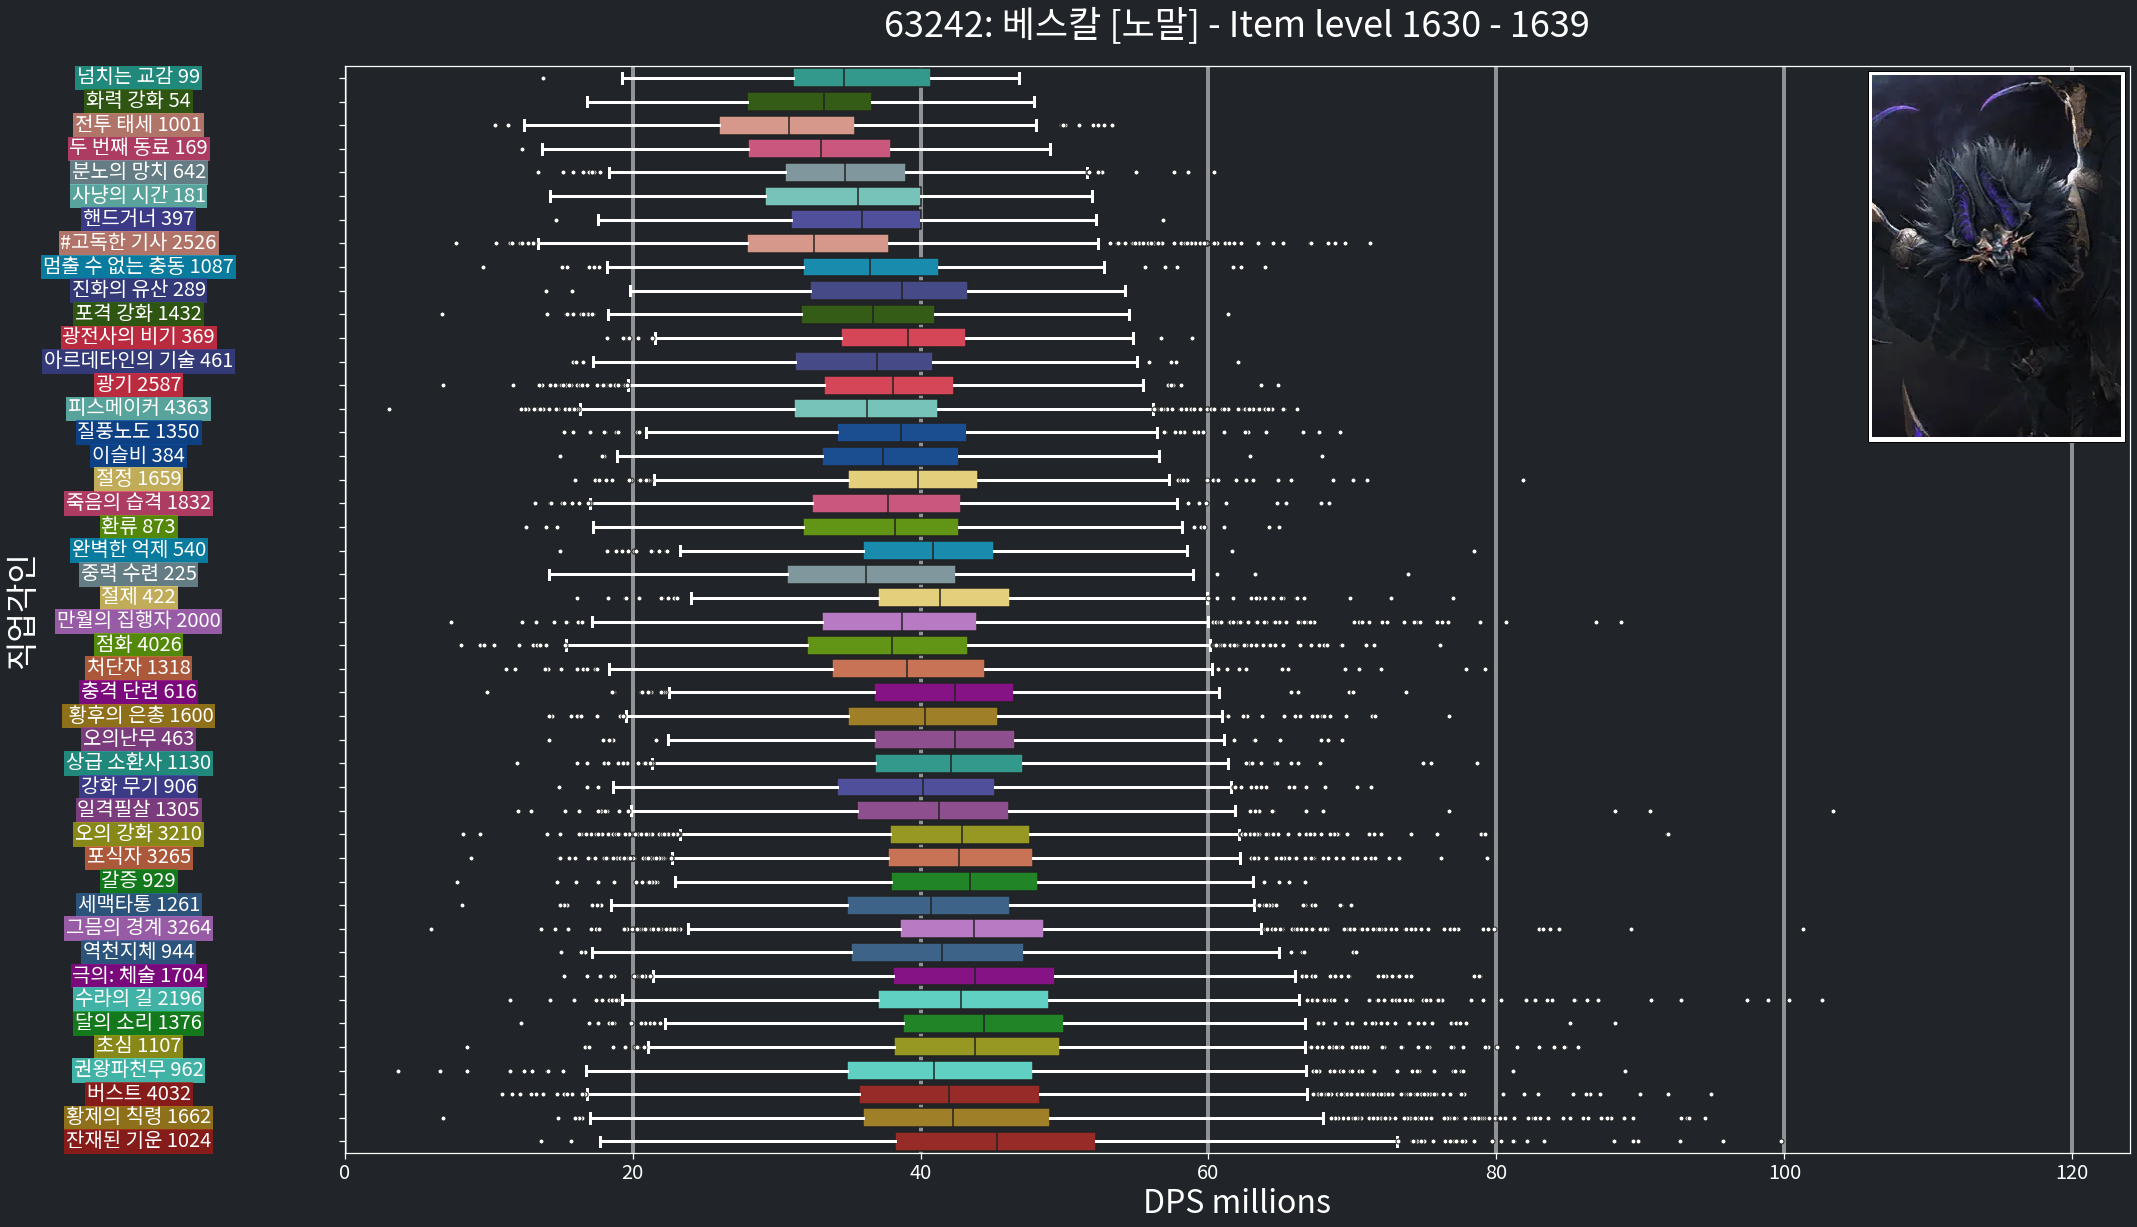 63242: 베스칼 [노말] - Item level 1630 - 1639
직업각인
넘치는 교감 99
화력 강화 54
전투 태세 1001
두 번째 동료 169
분노의 망치 642
사냥의 시간 181
핸드거너 397
#고독한 기사 2526
멈출 수 없는 충동 1087
진화의 유산 289
포격 강화 1432
광전사의 비기 369
아르데타인의 기술 461
광기 2587
피스메이커 4363
질풍노도 1350
이슬비 384
절정 1659
죽음의 습격 1832
환류 873
완벽한 억제 540
중력 수련 225
절제 422
만월의 집행자 2000
점화 4026
처단자 1318
충격 단련 616
황후의 은총 1600
오의난무 463
상급 소환사 1130
강화 무기 906
일격필살 1305
오의 강화 3210
포식자 3265
갈증 929
세맥타통 1261
그믐의 경계 3264
역천지체 944
극의: 체술 1704
수라의 길 2196
달의 소리 1376
초심 1107
권왕파천무 962
버스트 4032
황제의 칙령 1662
잔재된 기운 1024
0 20 40 60 80 100 120
DPS millions